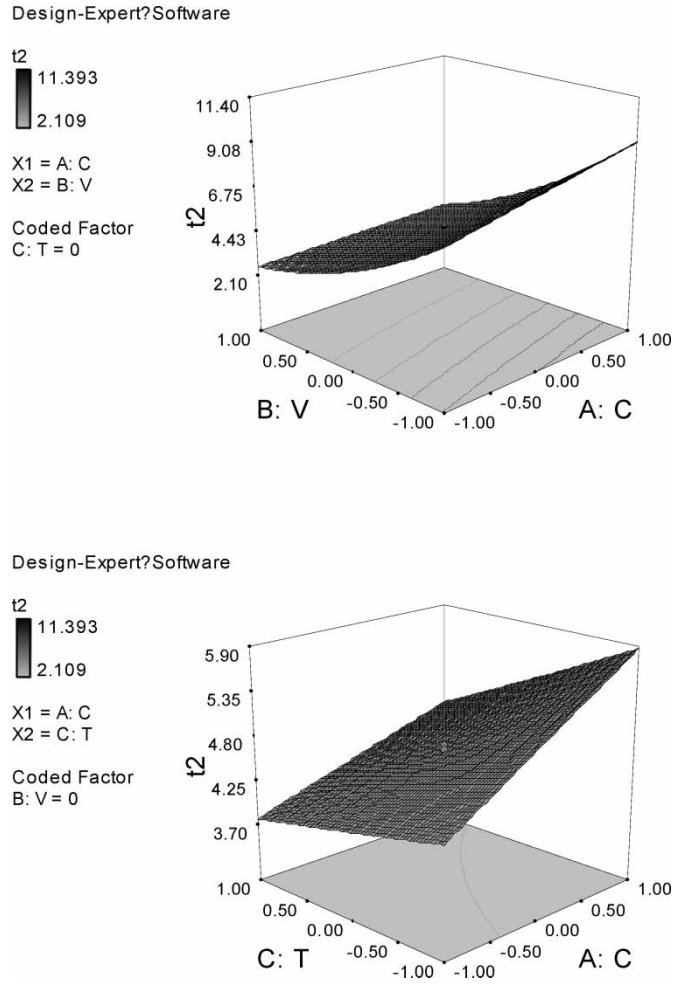 Design-Expert?Software
t2
11.393
2.109
X1 = A: C
X2 = B: V
Coded Factor
C: T = 0
11.40
9.08
6.75
4.43
2.10
t2
1.00
0.50
0.00
-0.50
-1.00
B: V
-1.00
-0.50
0.00
0.50
1.00
A: C
Design-Expert?Software
t2
11.393
2.109
X1 = A: C
X2 = C: T
Coded Factor
B: V = 0
5.90
5.35
4.80
4.25
3.70
t2
1.00
0.50
0.00
-0.50
-1.00
C: T
-1.00
-0.50
0.00
0.50
1.00
A: C